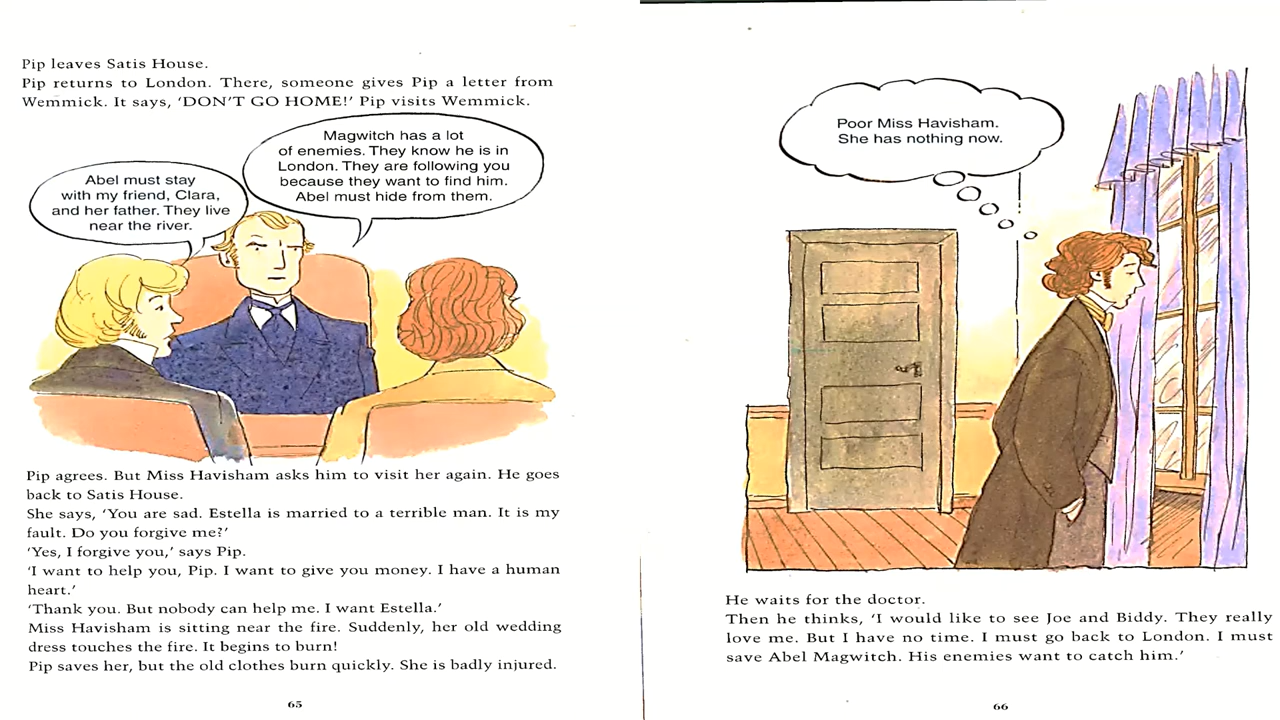 Pip leaves Satis House.
Pip returns to London. There, someone gives Pip a letter from
Wemmick. It says, ‘DON’T GO HOME!’ Pip visits Wemmick.
Abel must stay
with my friend, Clara,
and her father. They live
near the river.
Magwitch has a lot
of enemies. They know he is in
London. They are following you
because they want to find him.
Abel must hide from them.
Pip agrees. But Miss Havisham asks him to visit her again. He goes
back to Satis House.
She says, ‘You are sad. Estella is married to a terrible man. It is my
fault. Do you forgive me?’
‘Yes, I forgive you,’ says Pip.
‘I want to help you, Pip. I want to give you money. I have a human
heart.’
‘Thank you. But nobody can help me. I want Estella.’
Miss Havisham is sitting near the fire. Suddenly, her old wedding
dress touches the fire. It begins to burn!
Pip saves her, but the old clothes burn quickly. She is badly injured.
65
Poor Miss Havisham.
She has nothing now.
He waits for the doctor.
Then he thinks, ‘I would like to see Joe and Biddy. They really
love me. But I have no time. I must go back to London. I must
save Abel Magwitch. His enemies want to catch him.’
66